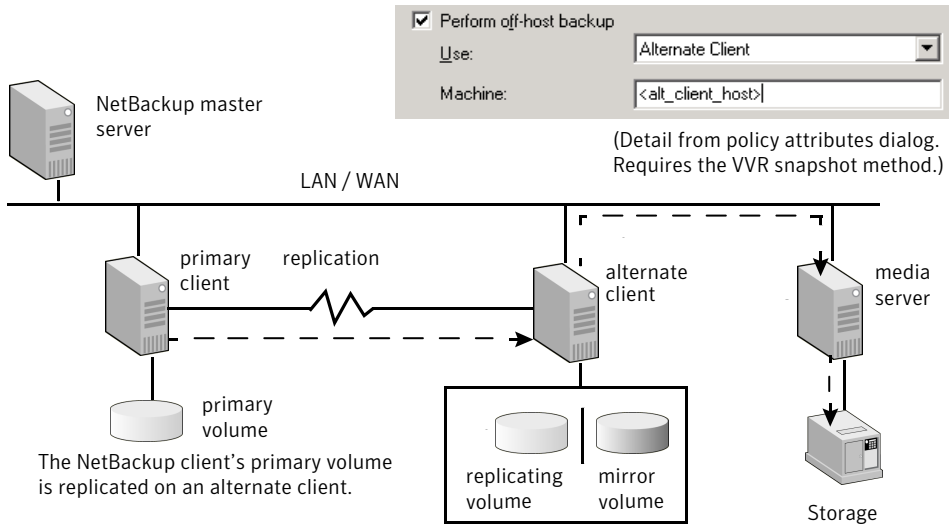 Perform off-host backup
Use:
Alternate Client
Machine:
<alt_client_host>
(Detail from policy attributes dialog.
Requires the VVR snapshot method.)
NetBackup master
server
LAN / WAN
primary
client
replication
alternate
client
media
server
primary
volume
The NetBackup client’s primary volume
is replicated on an alternate client.
replicating
volume
mirror
volume
Storage